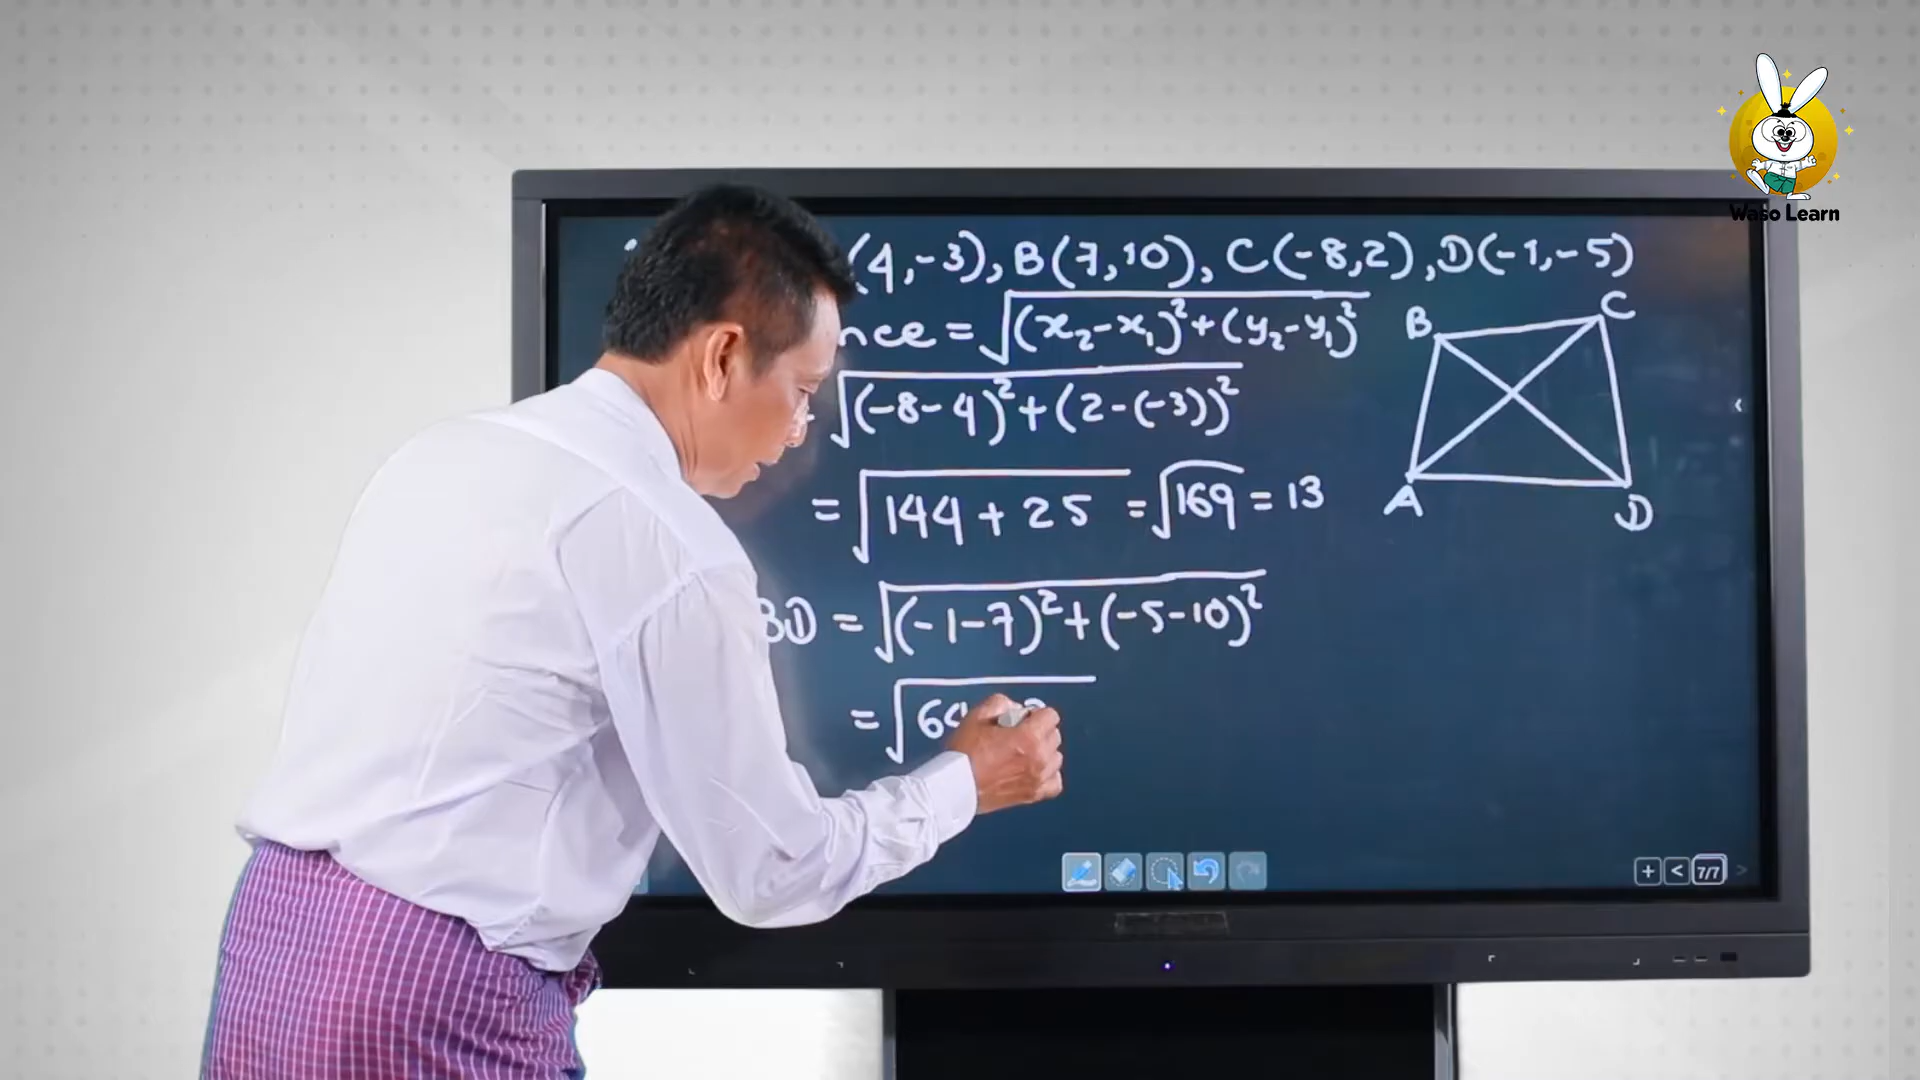 Waso Learn
(4,-3), B(7,10), C(-8,2), D(-1,-5)
nce = √((x₂-x₁)²+(y₂-y₁)²)
√((-8-4)²+(2-(-3))²)
= √(144+25) = √169 = 13
BD = √((-1-7)²+(-5-10)²)
= √6
B
C
A
D
7/7